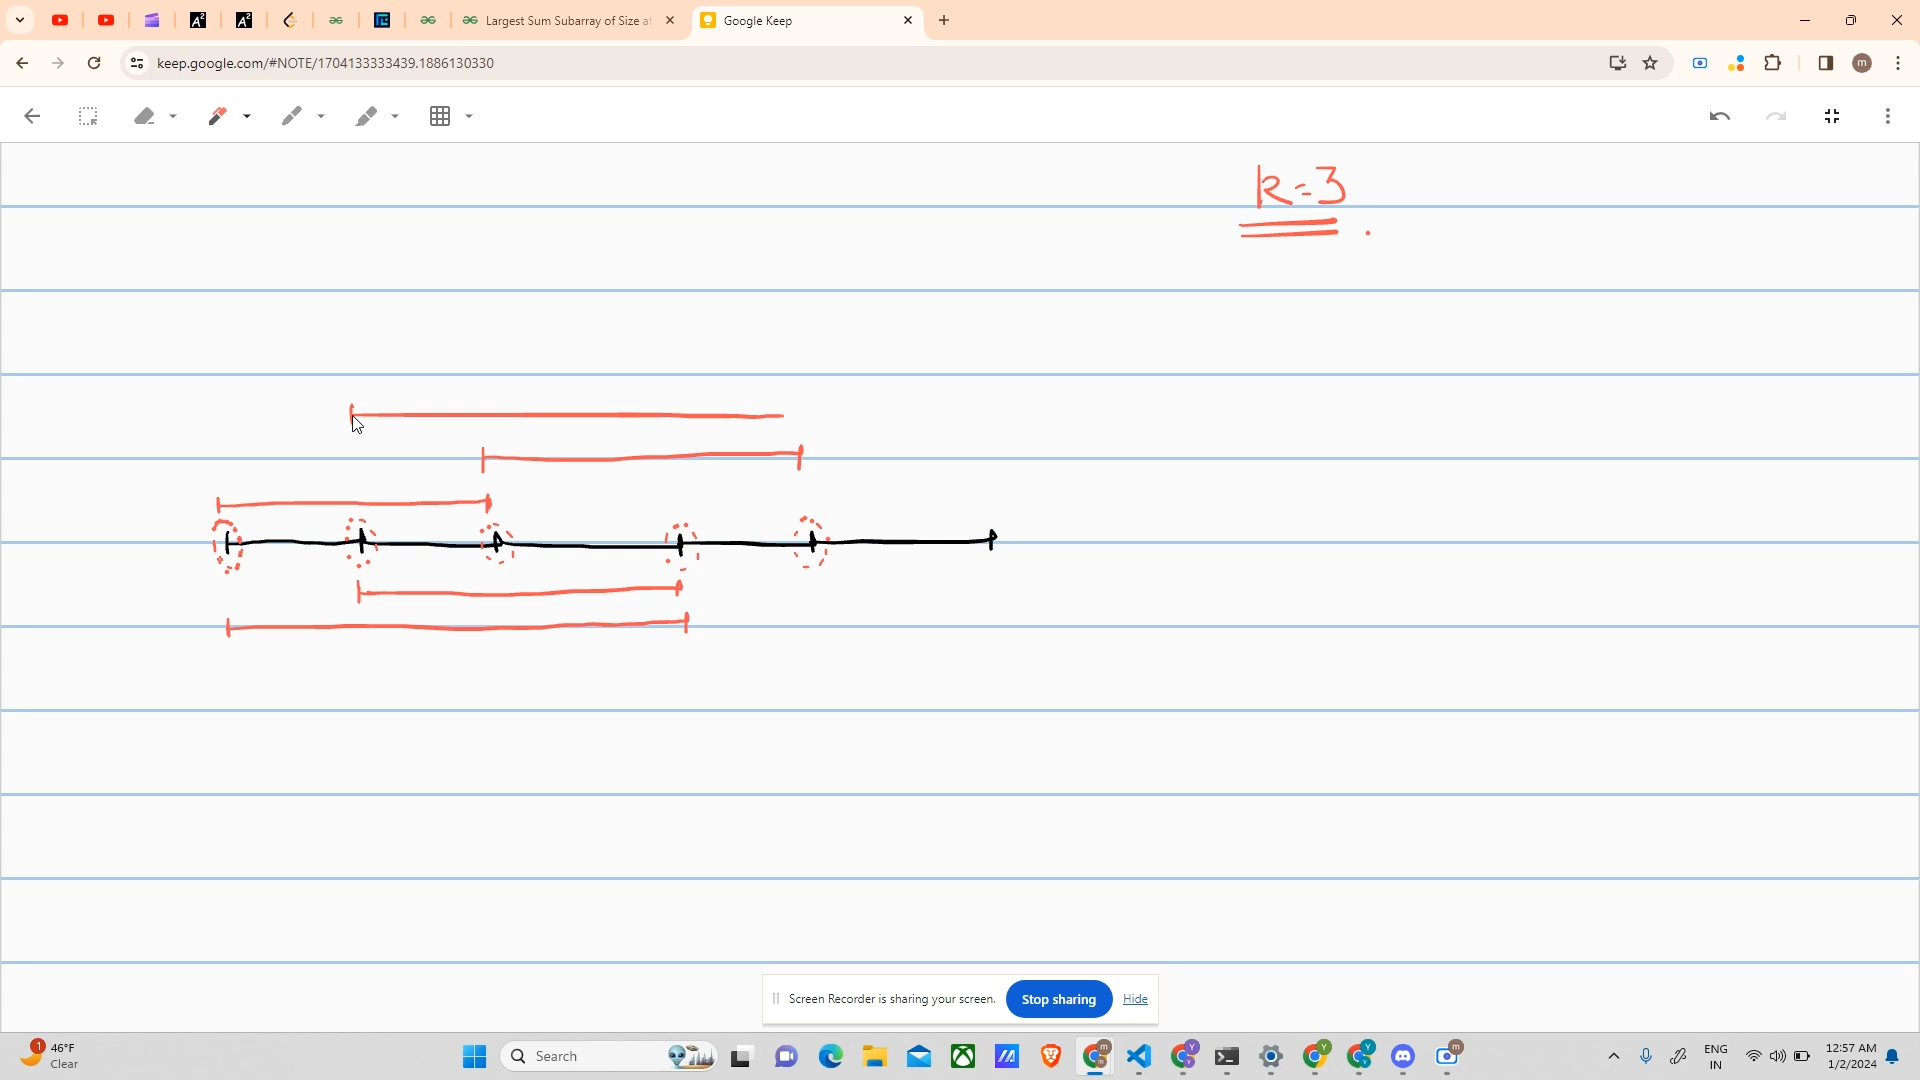 Largest Sum Subarray of Size at
Google Keep
keep.google.com/#NOTE/1704133333439.1886130330
m
k=3
Screen Recorder is sharing your screen.
Stop sharing
Hide
1
46°F
Clear
Search
ENG
IN
12:57 AM
1/2/2024